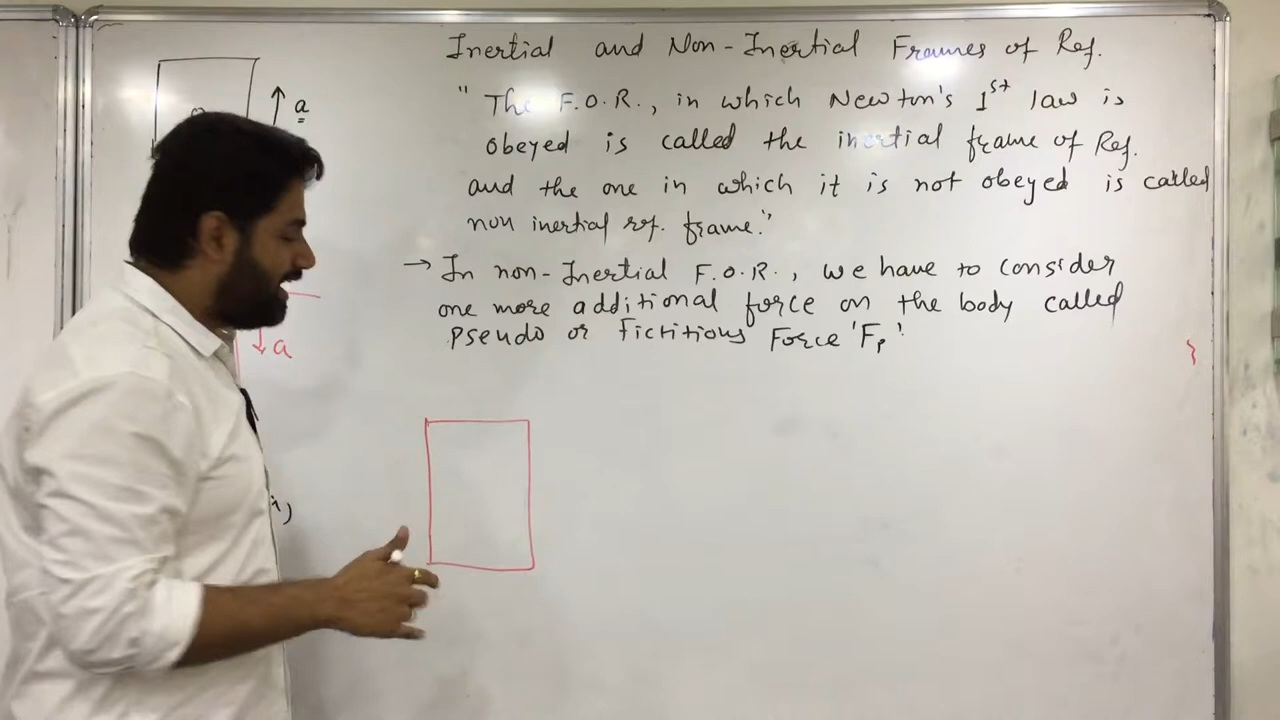 Inertial and Non-Inertial Frames of Ref.
" The F.O.R., in which Newton's 1st law is
obeyed is called the inertial frame of Ref.
and the one in which it is not obeyed is called
non inertial ref. frame."
→ In non-Inertial F.O.R., we have to consider
one more additional force on the body called
pseudo or Fictitious Force 'Fp'
a
a
i)